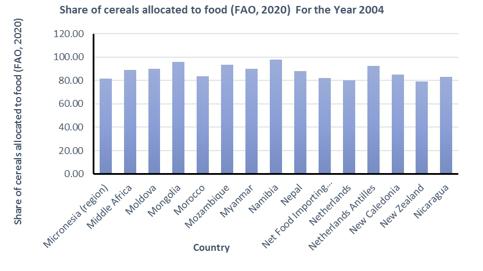 Share of cereals allocated to food (FAO, 2020) For the Year 2004
Share of cereals allocated to food (FAO, 2020)
120.00
100.00
80.00
60.00
40.00
20.00
0.00
Micronesia (region)
Middle Africa
Moldova
Mongolia
Morocco
Mozambique
Myanmar
Namibia
Nepal
Net Food Importing...
Netherlands
Netherlands Antilles
New Caledonia
New Zealand
Nicaragua
Country